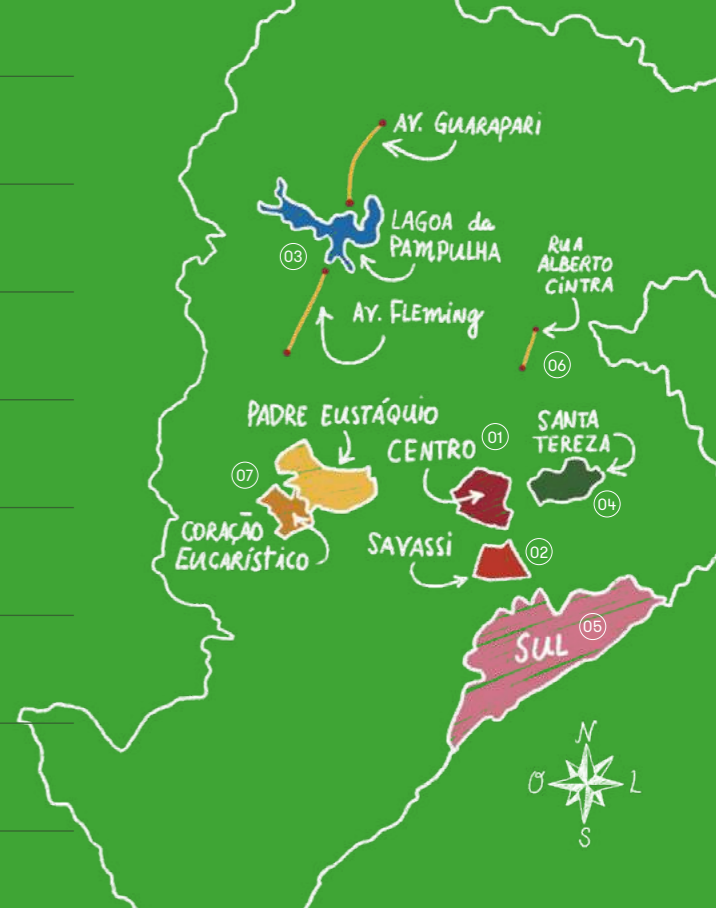 AV. GUARAPARI
LAGOA da
PAMPULHA
03
RUA
ALBERTO
CINTRA
AV. FLEMING
06
PADRE EUSTÁQUIO
01
CENTRO
SANTA
TEREZA
07
04
CORAÇÃO
EUCARÍSTICO
SAVASSI
02
05
SUL
N
O
L
S